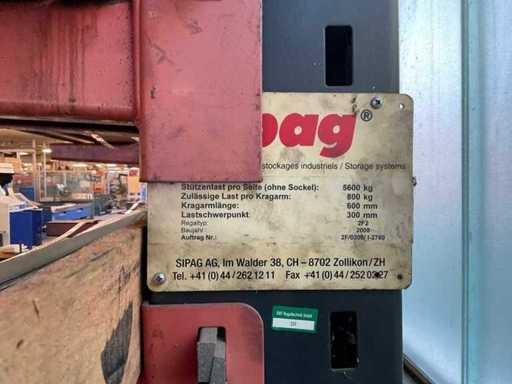 pag®
stockages industriels / Storage systems
Stützenlast pro Seite (ohne Sockel): 5600 kg
Zulässige Last pro Kragarm: 800 kg
Kragarmlänge: 600 mm
Lastschwerpunkt: 300 mm
Regaltyp: 2F2
Baujahr 2008
Auftrag Nr.:
SIPAG AG, Im Walder 38, CH – 8702 Zollikon/ZH
Tel. +41 (0) 44 / 262 12 11 Fax +41 (0) 44 / 252 02 27